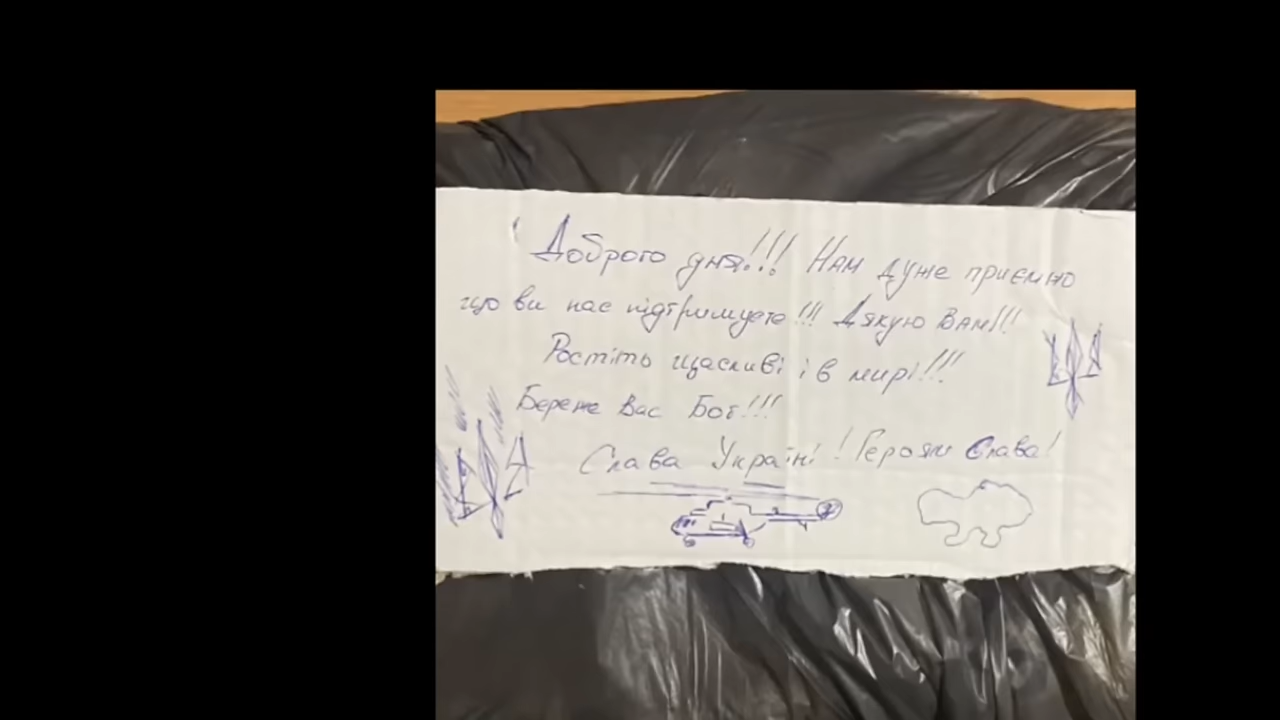 Доброго дня!!! Нам дуже приємно
що ви нас підтримуєте!!! Дякую Вам!!!
Ростіть щасливі і в мирі!!!
Береже Вас Бог!!!
Слава Україні! Героям Слава!